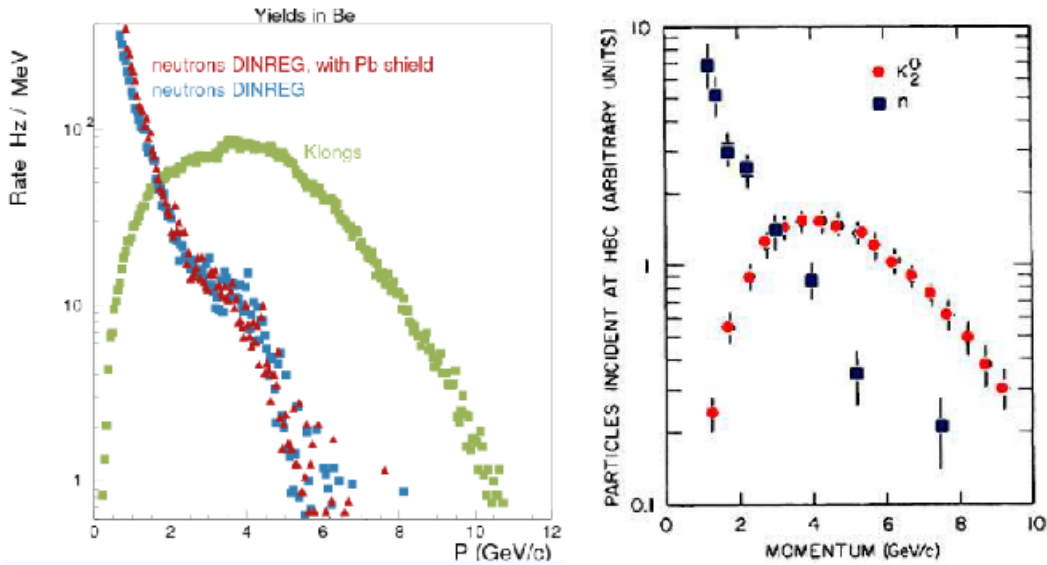 Yields in Be
Rate Hz / MeV
neutrons DINREG, with Pb shield
neutrons DINREG
Klongs
10²
10
1
0 2 4 6 8 10 12
P (GeV/c)
PARTICLES INCIDENT AT HBC (ARBITRARY UNITS)
K⁰₂
n
10
1
0.1
0 2 4 6 8 10
MOMENTUM (GeV/c)